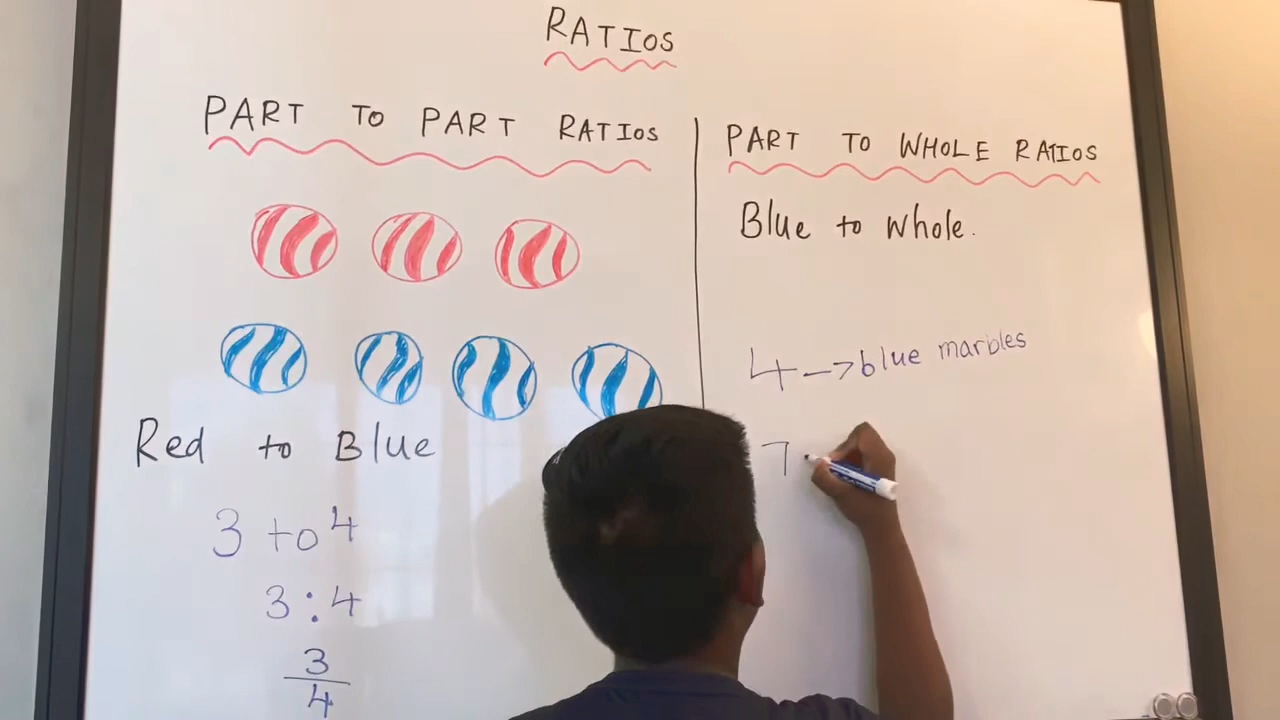 RATIOS
PART TO PART RATIOS
Red to Blue
3 to 4
3:4
3
4
PART TO WHOLE RATIOS
Blue to Whole.
4 -> blue marbles
7